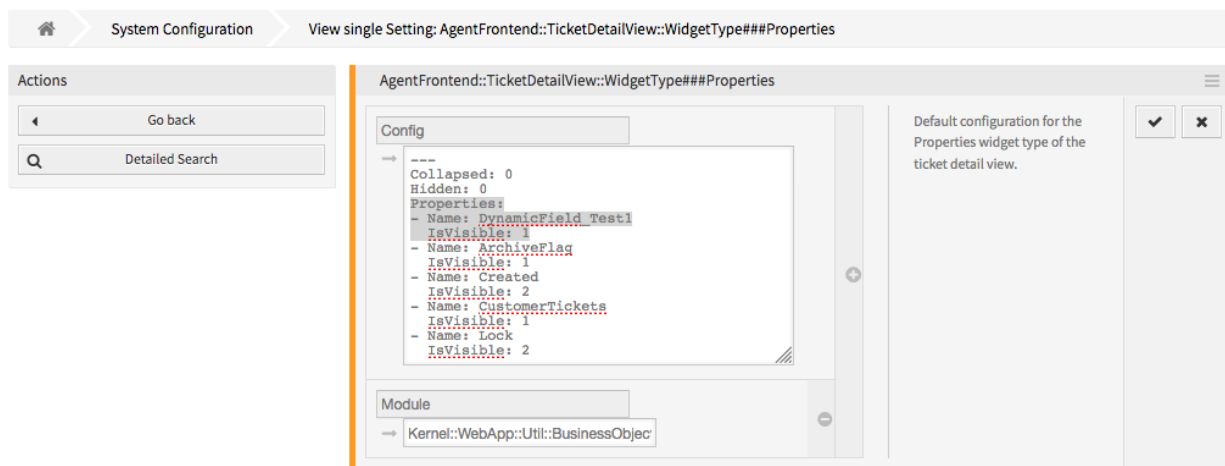 System Configuration View single Setting: AgentFrontend::TicketDetailView::WidgetType###Properties
Actions
Go back
Detailed Search
AgentFrontend::TicketDetailView::WidgetType###Properties
Config
---
Collapsed: 0
Hidden: 0
Properties:
- Name: DynamicField_Test1
IsVisible: 1
- Name: ArchiveFlag
IsVisible: 1
- Name: Created
IsVisible: 2
- Name: CustomerTickets
IsVisible: 1
- Name: Lock
IsVisible: 2
Module
Kernel::WebApp::Util::BusinessObjec
Default configuration for the
Properties widget type of the
ticket detail view.